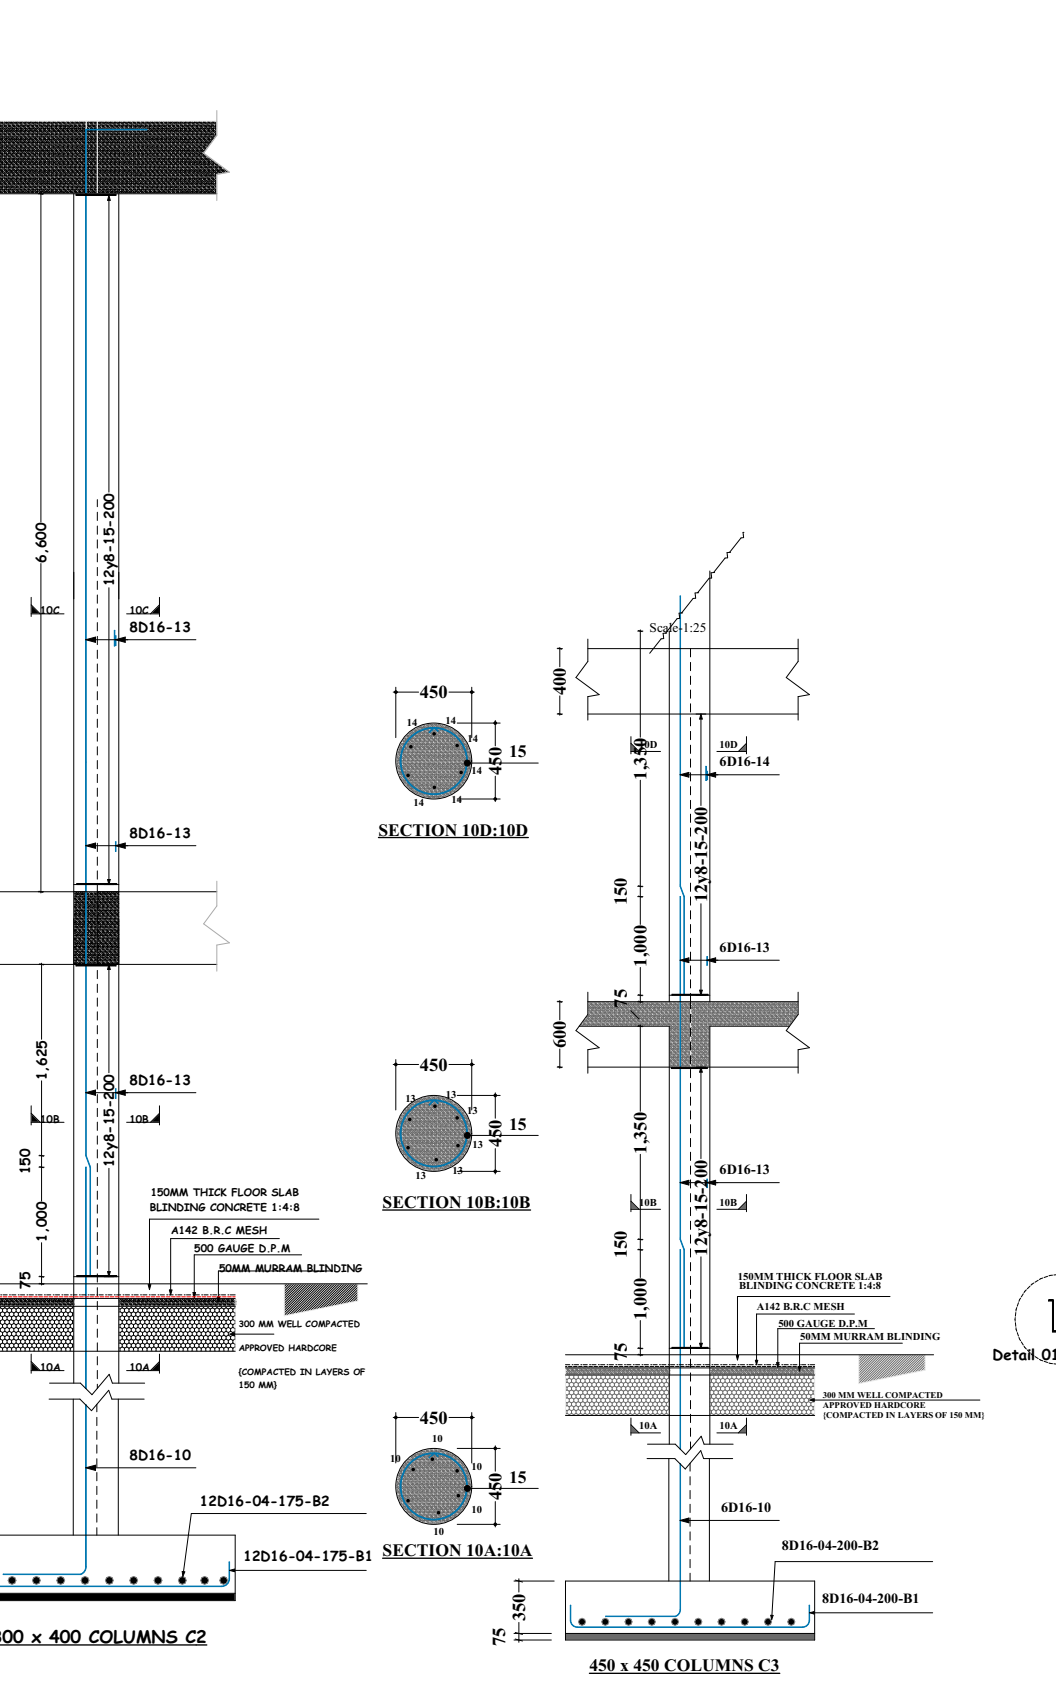 6,600
12y8-15-200
10C
10C
8D16-13
8D16-13
1,625
12y8-15-200
8D16-13
10B
10B
150
1,000
75
150MM THICK FLOOR SLAB
BLINDING CONCRETE 1:4:8
A142 B.R.C MESH
500 GAUGE D.P.M
50MM MURRAM BLINDING
300 MM WELL COMPACTED
APPROVED HARDCORE
{COMPACTED IN LAYERS OF
150 MM}
10A
10A
8D16-10
12D16-04-175-B2
12D16-04-175-B1
00 x 400 COLUMNS C2
450
14
14
14
14
14
14
450
15
SECTION 10D:10D
450
13
13
13
13
13
13
450
15
SECTION 10B:10B
450
10
10
10
10
10
450
15
SECTION 10A:10A
Scale-1:25
400
1,350
10D
10D
6D16-14
12y8-15-200
150
1,000
6D16-13
75
600
1,350
6D16-13
12y8-15-200
10B
10B
150
1,000
75
150MM THICK FLOOR SLAB
BLINDING CONCRETE 1:4:8
A142 B.R.C MESH
500 GAUGE D.P.M
50MM MURRAM BLINDING
300 MM WELL COMPACTED
APPROVED HARDCORE
{COMPACTED IN LAYERS OF 150 MM}
10A
10A
6D16-10
8D16-04-200-B2
8D16-04-200-B1
350
75
450 x 450 COLUMNS C3
Detail 01